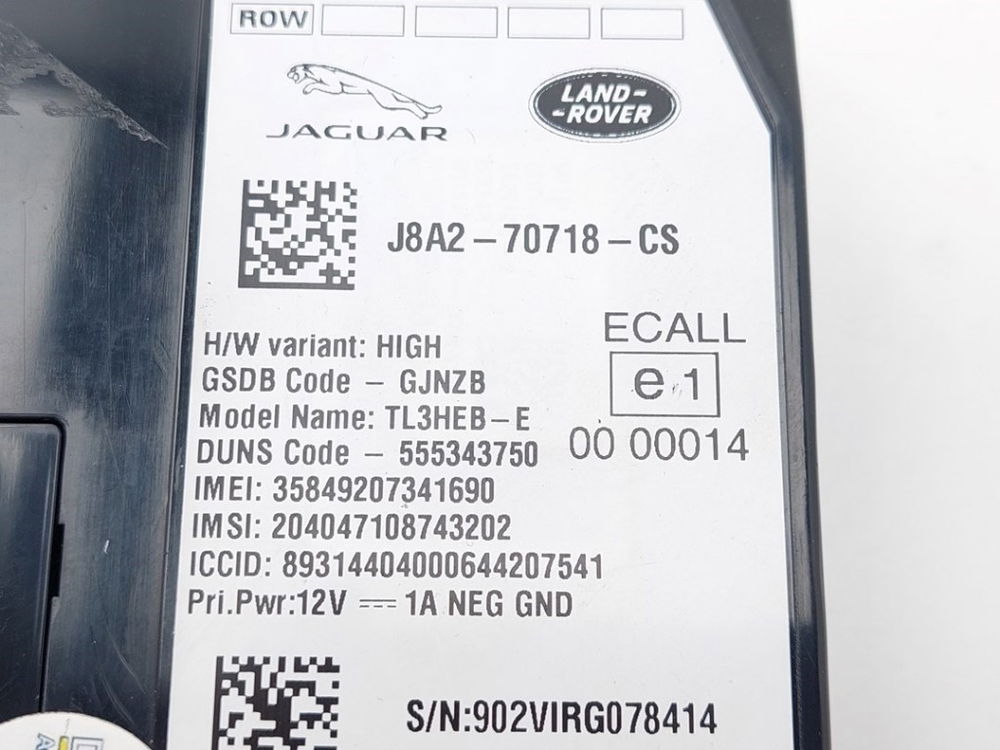 ROW
JAGUAR
LAND-
-ROVER
J8A2-70718-CS
ECALL
e 1
00 00014
H/W variant: HIGH
GSDB Code - GJNZB
Model Name: TL3HEB-E
DUNS Code - 555343750
IMEI: 35849207341690
IMSI: 204047108743202
ICCID: 89314404000644207541
Pri.Pwr:12V ⎓ 1A NEG GND
S/N:902VIRG078414